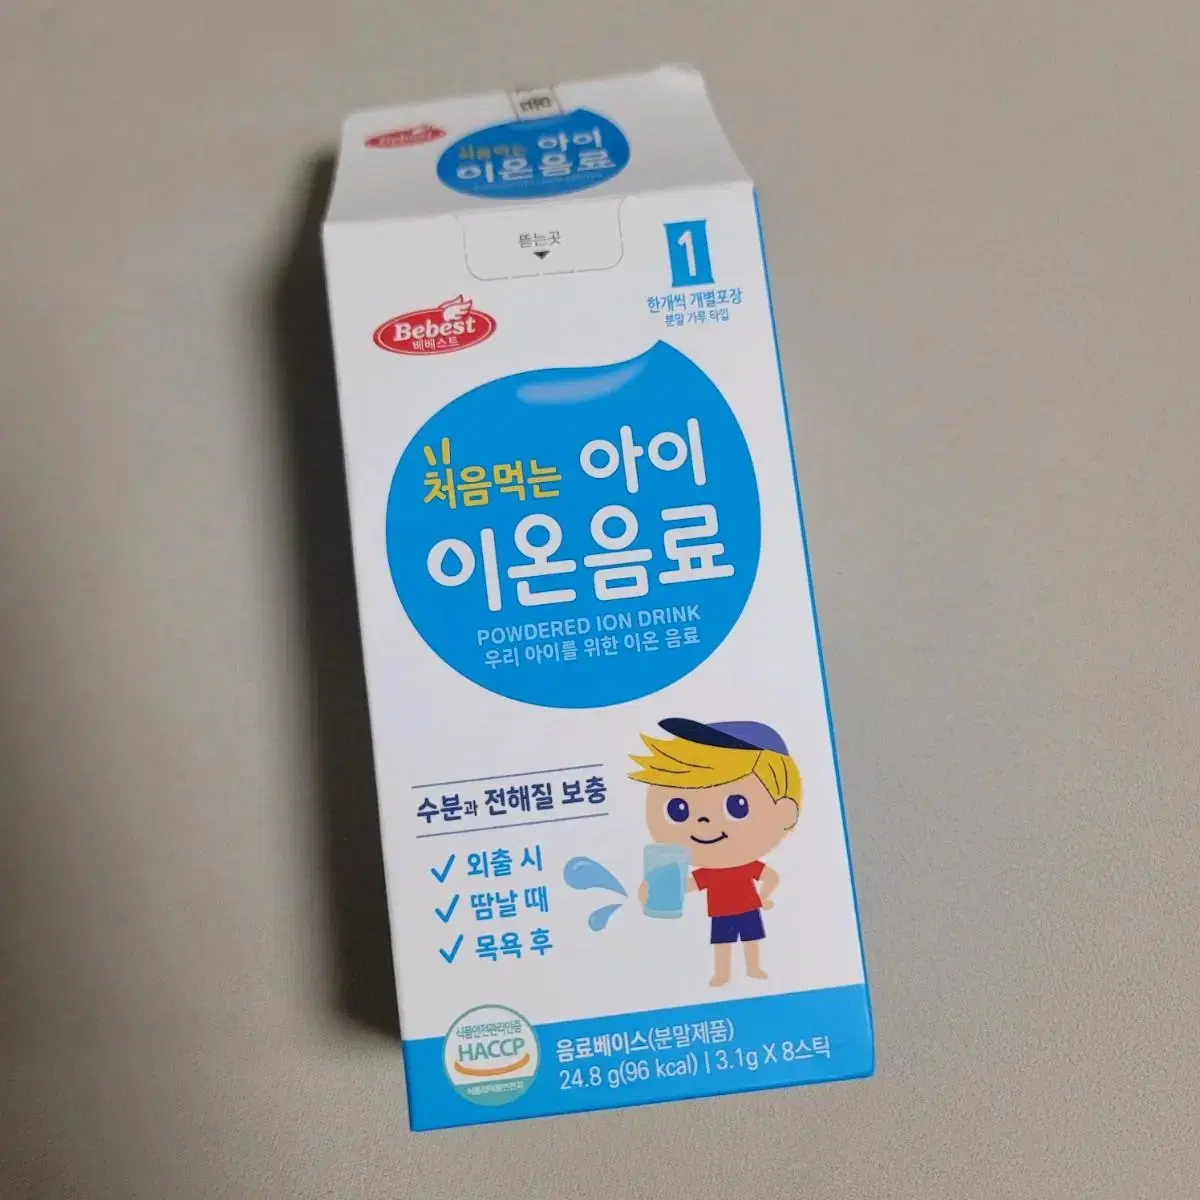 Bebest
처음먹는 아이
이온음료
뜯는곳
1
한개씩 개별포장
분말 가루 타입
Bebest
베베스트
처음먹는 아이
이온음료
POWDERED ION DRINK
우리 아이를 위한 이온 음료
수분과 전해질 보충
외출 시
땀날 때
목욕 후
식품안전관리인증
HACCP
음료베이스(분말제품)
24.8 g(96 kcal) | 3.1g X 8스틱